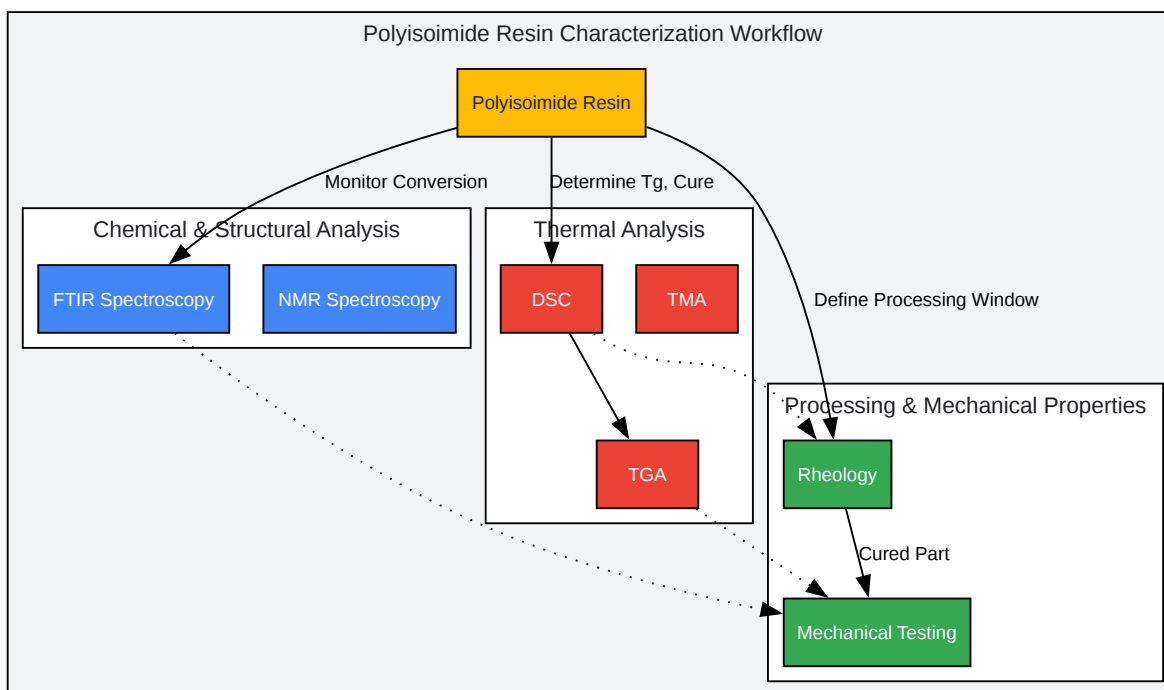 Polyisoimide Resin Characterization Workflow
Polyisoimide Resin
Monitor Conversion
Determine Tg, Cure
Chemical & Structural Analysis
Thermal Analysis
FTIR Spectroscopy
NMR Spectroscopy
DSC
TMA
Define Processing Window
Processing & Mechanical Properties
TGA
Rheology
Cured Part
Mechanical Testing